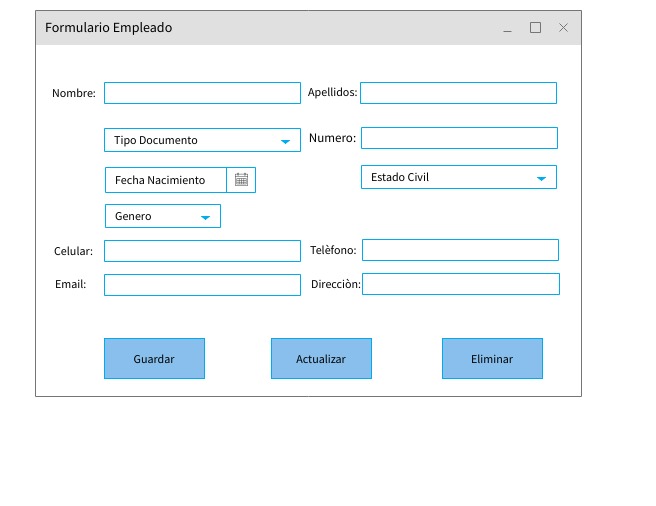 Formulario Empleado
Nombre:
Apellidos:
Tipo Documento
Numero:
Fecha Nacimiento
Estado Civil
Genero
Celular:
Telèfono:
Email:
Direcciòn:
Guardar
Actualizar
Eliminar